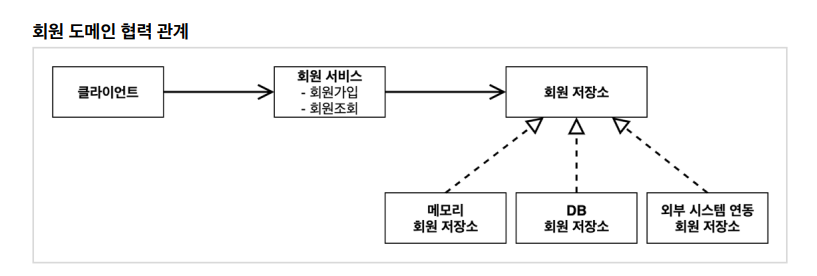 회원 도메인 협력 관계
클라이언트
회원 서비스
- 회원가입
- 회원조회
회원 저장소
메모리
회원 저장소
DB
회원 저장소
외부 시스템 연동
회원 저장소